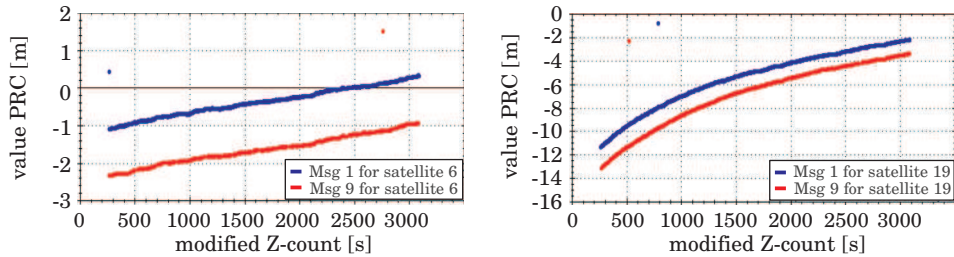 value PRC [m]
2
1
0
-1
-2
-3
0 500 1000 1500 2000 2500 3000
modified Z-count [s]
Msg 1 for satellite 6
Msg 9 for satellite 6
value PRC [m]
0
-2
-4
-6
-8
-10
-12
-14
-16
0 500 1000 1500 2000 2500 3000
modified Z-count [s]
Msg 1 for satellite 19
Msg 9 for satellite 19